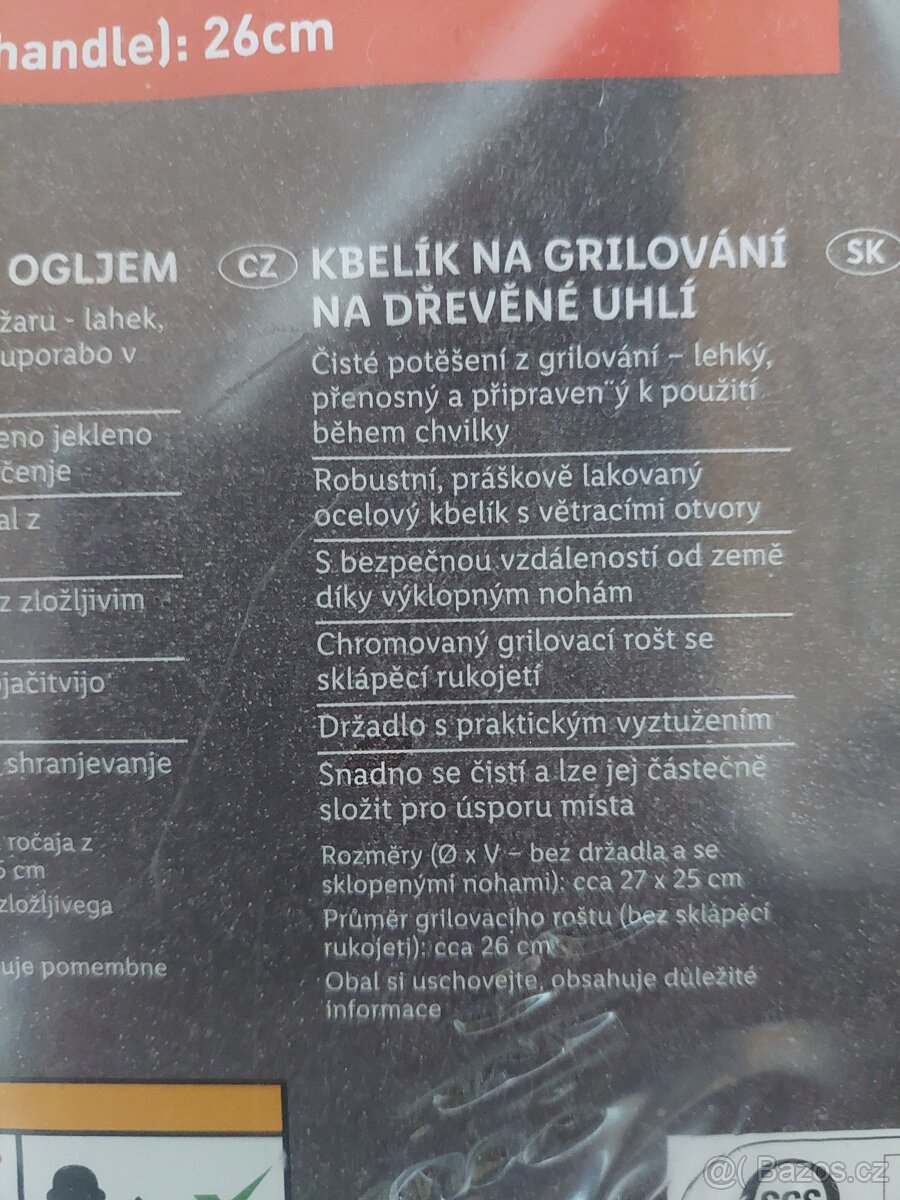 handle): 26cm
OGLJEM
žaru - lahek,
uporabo v
eno jekleno
čenje
al z
z zložljivim
jačitvijo
shranjevanje
ročaja z
cm
zložljivega
uje pomembne
CZ
KBELÍK NA GRILOVÁNÍ
NA DŘEVĚNÉ UHLÍ
Čisté potěšení z grilování – lehký,
přenosný a připraven¨ý k použití
během chvilky
Robustní, práškově lakovaný
ocelový kbelík s větracími otvory
S bezpečnou vzdáleností od země
díky výklopným nohám
Chromovaný grilovací rošt se
sklápěcí rukojetí
Držadlo s praktickým vyztužením
Snadno se čistí a lze jej částečně
složit pro úsporu místa
Rozměry (Ø x V – bez držadla a se
sklopenými nohami): cca 27 x 25 cm
Průměr grilovacího roštu (bez sklápěcí
rukojeti): cca 26 cm
Obal si uschovejte, obsahuje důležité
informace
SK
SGS
@( Bazos.cz